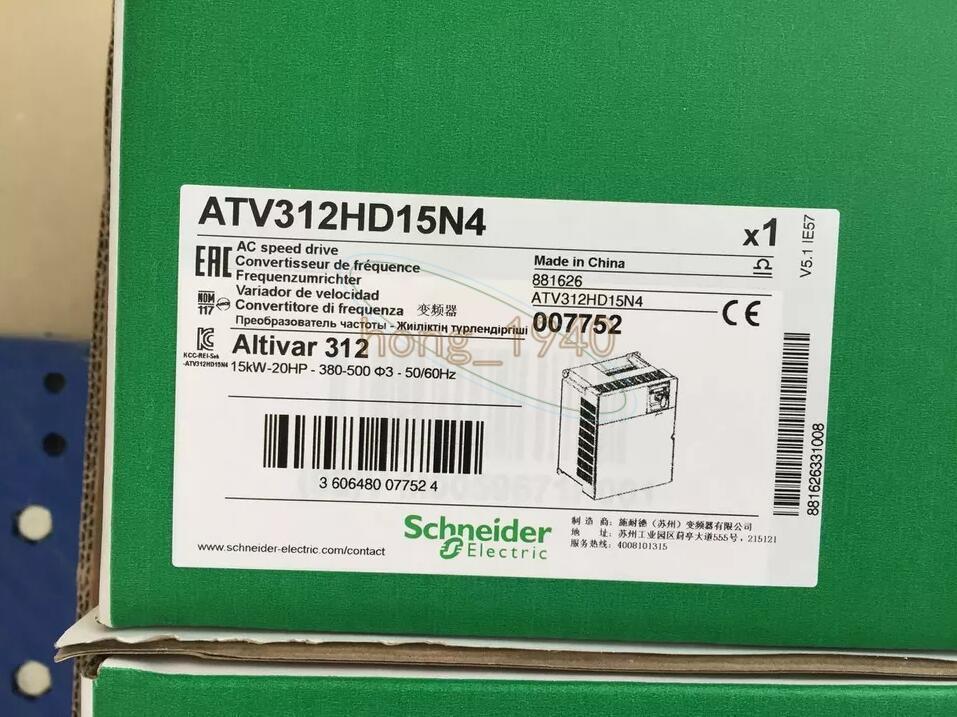 ATV312HD15N4
x1
V5.1 IE57
EAC
AC speed drive
Convertisseur de fréquence
Frequenzumrichter
Variador de velocidad
Convertitore di frequenza 变频器
Преобразователь частоты - Жиіліктің түрлендіргіші
NOM
117
KCC-REI-Sek
-ATV312HD15N4
Made in China
881626
ATV312HD15N4
007752
CE
hong_1940
Altivar 312
15kW-20HP - 380-500 Φ3 - 50/60Hz
3 606480 07752 4
881626331008
www.schneider-electric.com/contact
Schneider
Electric
制 造 商: 施耐德（苏州）变频器有限公司
地 址: 苏州工业园区葑亭大道555号, 215121
服务热线: 4008101315